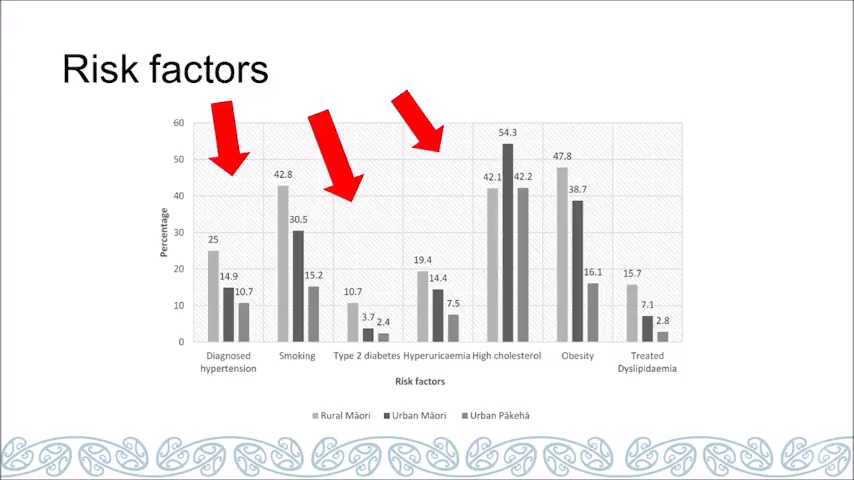 Risk factors
60
50
40
30
20
10
0
Percentage
25
14.9
10.7
42.8
30.5
15.2
10.7
3.7
2.4
19.4
14.4
7.5
42.1
54.3
42.2
47.8
38.7
16.1
15.7
7.1
2.8
Diagnosed hypertension
Smoking
Type 2 diabetes
Hyperuricaemia
High cholesterol
Obesity
Treated Dyslipidaemia
Risk factors
Rural Māori
Urban Māori
Urban Pākehā